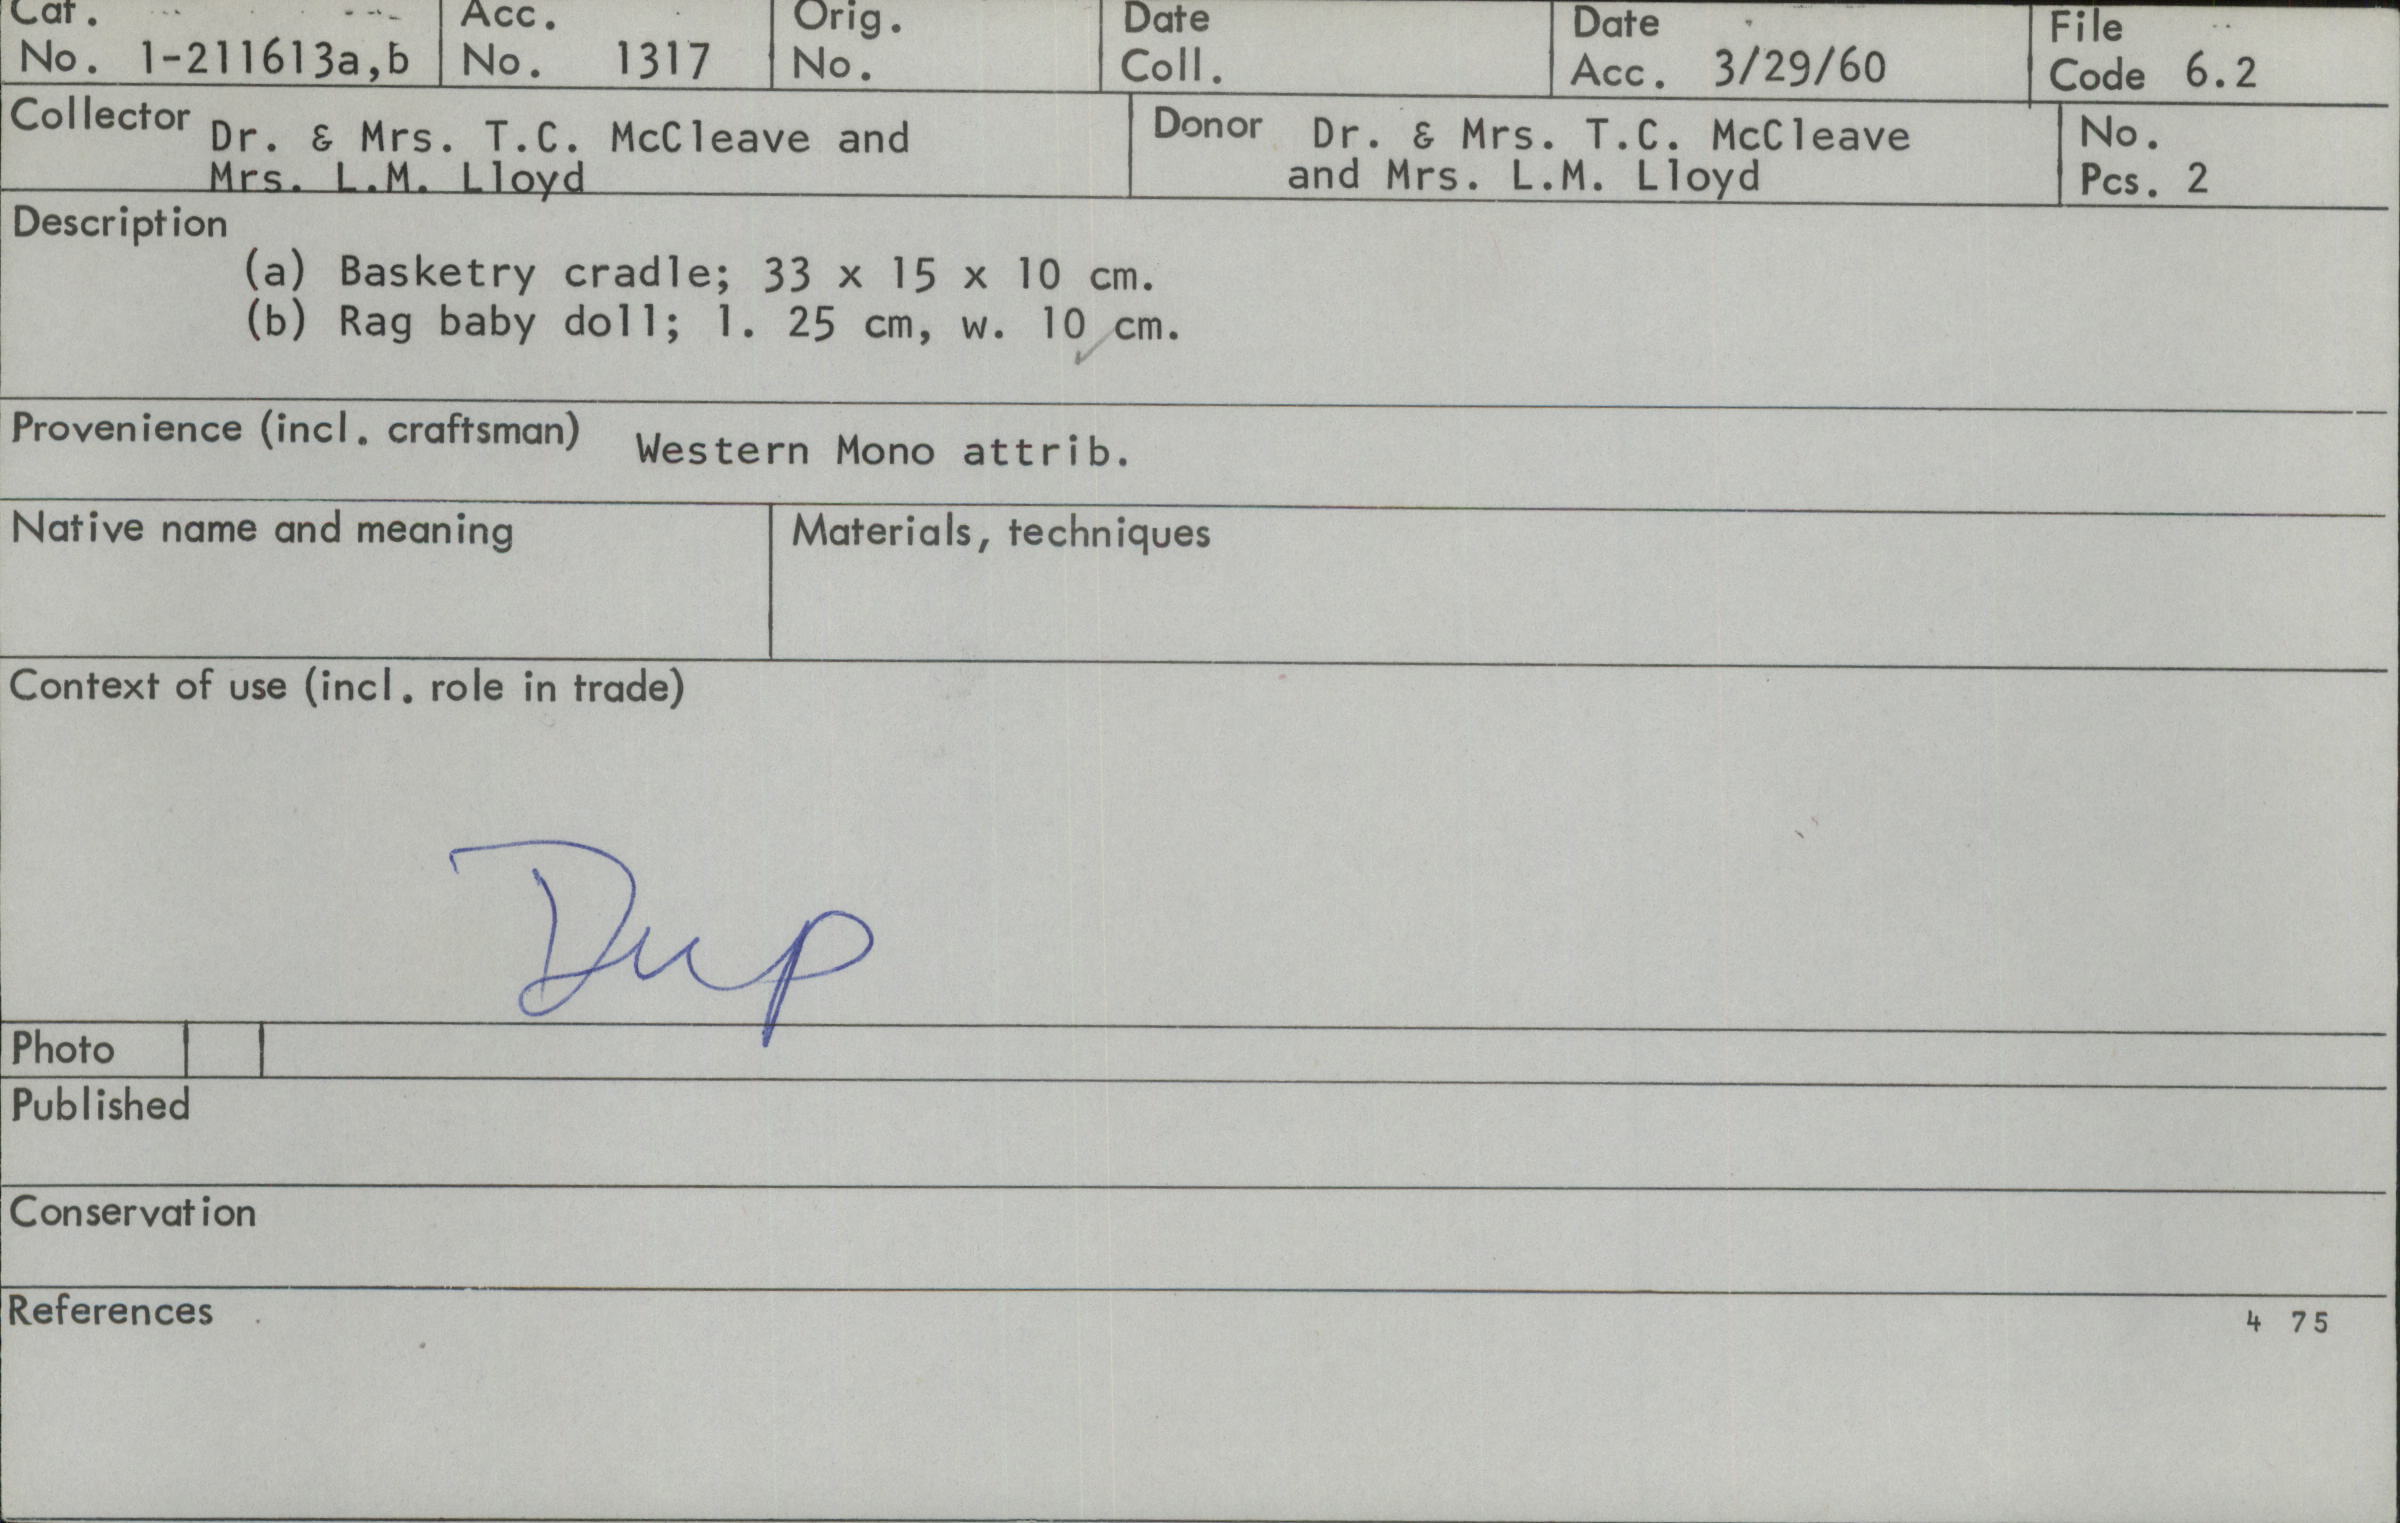 Cat. No. 1-211613a,b
Acc. No. 1317
Orig. No.
Date Coll.
Date Acc. 3/29/60
File Code 6.2
Collector Dr. & Mrs. T.C. McCleave and
Mrs. L.M. Lloyd
Donor Dr. & Mrs. T.C. McCleave
and Mrs. L.M. Lloyd
No. Pcs. 2
Description
(a) Basketry cradle; 33 x 15 x 10 cm.
(b) Rag baby doll; l. 25 cm, w. 10 cm.
Provenience (incl. craftsman) Western Mono attrib.
Native name and meaning
Materials, techniques
Context of use (incl. role in trade)
Dup
Photo
Published
Conservation
References
4 75